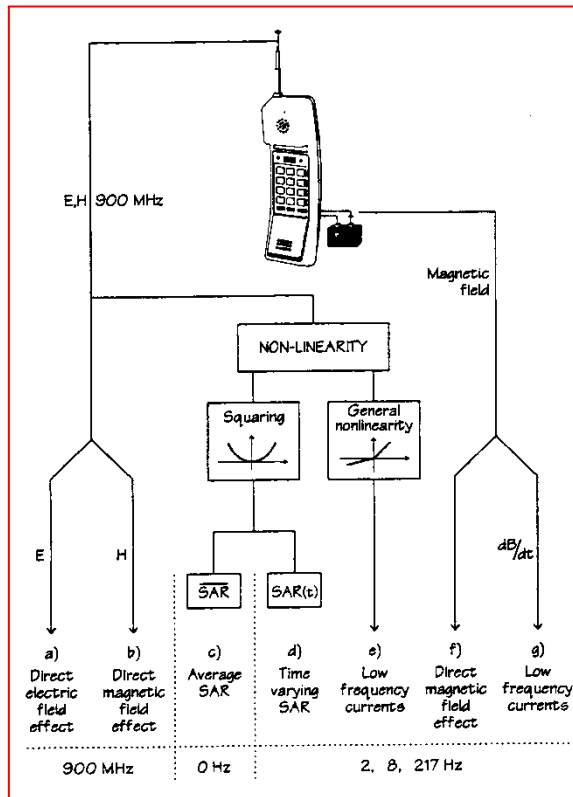 E,H 900 MHz
Magnetic
field
NON-LINEARITY
Squaring
General
nonlinearity
E
H
SAR
SAR(t)
dB/dt
a)
Direct
electric
field
effect
b)
Direct
magnetic
field
effect
c)
Average
SAR
d)
Time
varying
SAR
e)
Low
frequency
currents
f)
Direct
magnetic
field
effect
g)
Low
frequency
currents
900 MHz
0 Hz
2, 8, 217 Hz